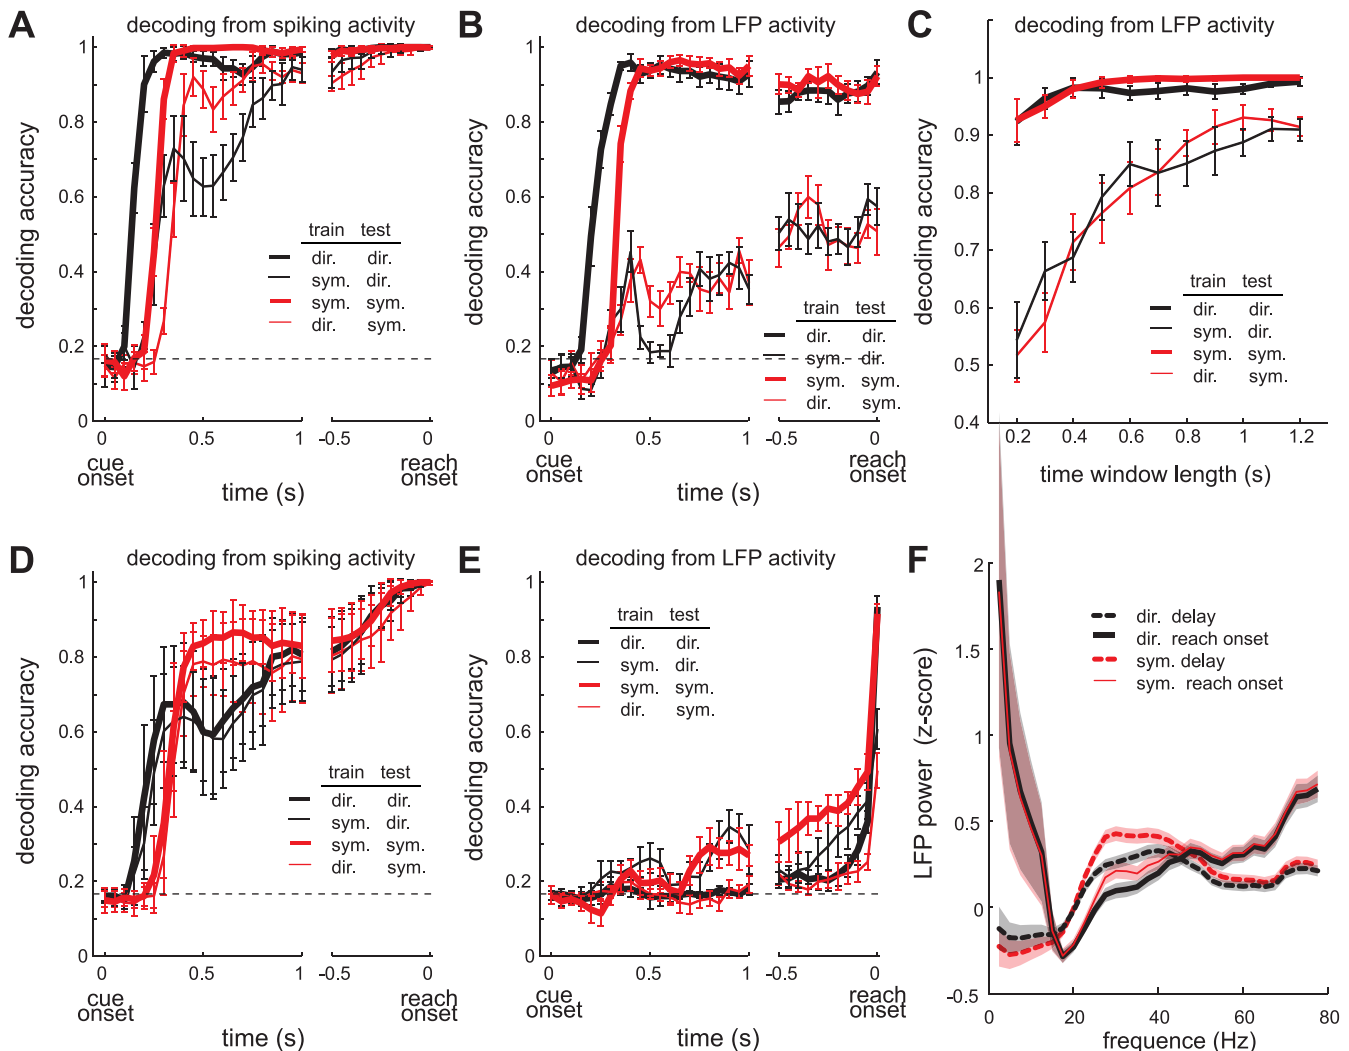 A
decoding from spiking activity
decoding accuracy
1
0.8
0.6
0.4
0.2
0
train test
dir. dir.
sym. dir.
sym. sym.
dir. sym.
0 0.5 1 -0.5 0
cue onset
reach onset
time (s)
B
decoding from LFP activity
decoding accuracy
1
0.8
0.6
0.4
0.2
0
train test
dir. dir.
sym. dir.
sym. sym.
dir. sym.
0 0.5 1 -0.5 0
cue onset
reach onset
time (s)
C
decoding from LFP activity
decoding accuracy
1
0.9
0.8
0.7
0.6
0.5
0.4
train test
dir. dir.
sym. dir.
sym. sym.
dir. sym.
0.2 0.4 0.6 0.8 1 1.2
time window length (s)
D
decoding from spiking activity
decoding accuracy
1
0.8
0.6
0.4
0.2
0
train test
dir. dir.
sym. dir.
sym. sym.
dir. sym.
0 0.5 1 -0.5 0
cue onset
reach onset
time (s)
E
decoding from LFP activity
decoding accuracy
1
0.8
0.6
0.4
0.2
0
train test
dir. dir.
sym. dir.
sym. sym.
dir. sym.
0 0.5 1 -0.5 0
cue onset
reach onset
time (s)
F
LFP power (z-score)
2
1.5
1
0.5
0
-0.5
dir. delay
dir. reach onset
sym. delay
sym. reach onset
0 20 40 60 80
frequence (Hz)